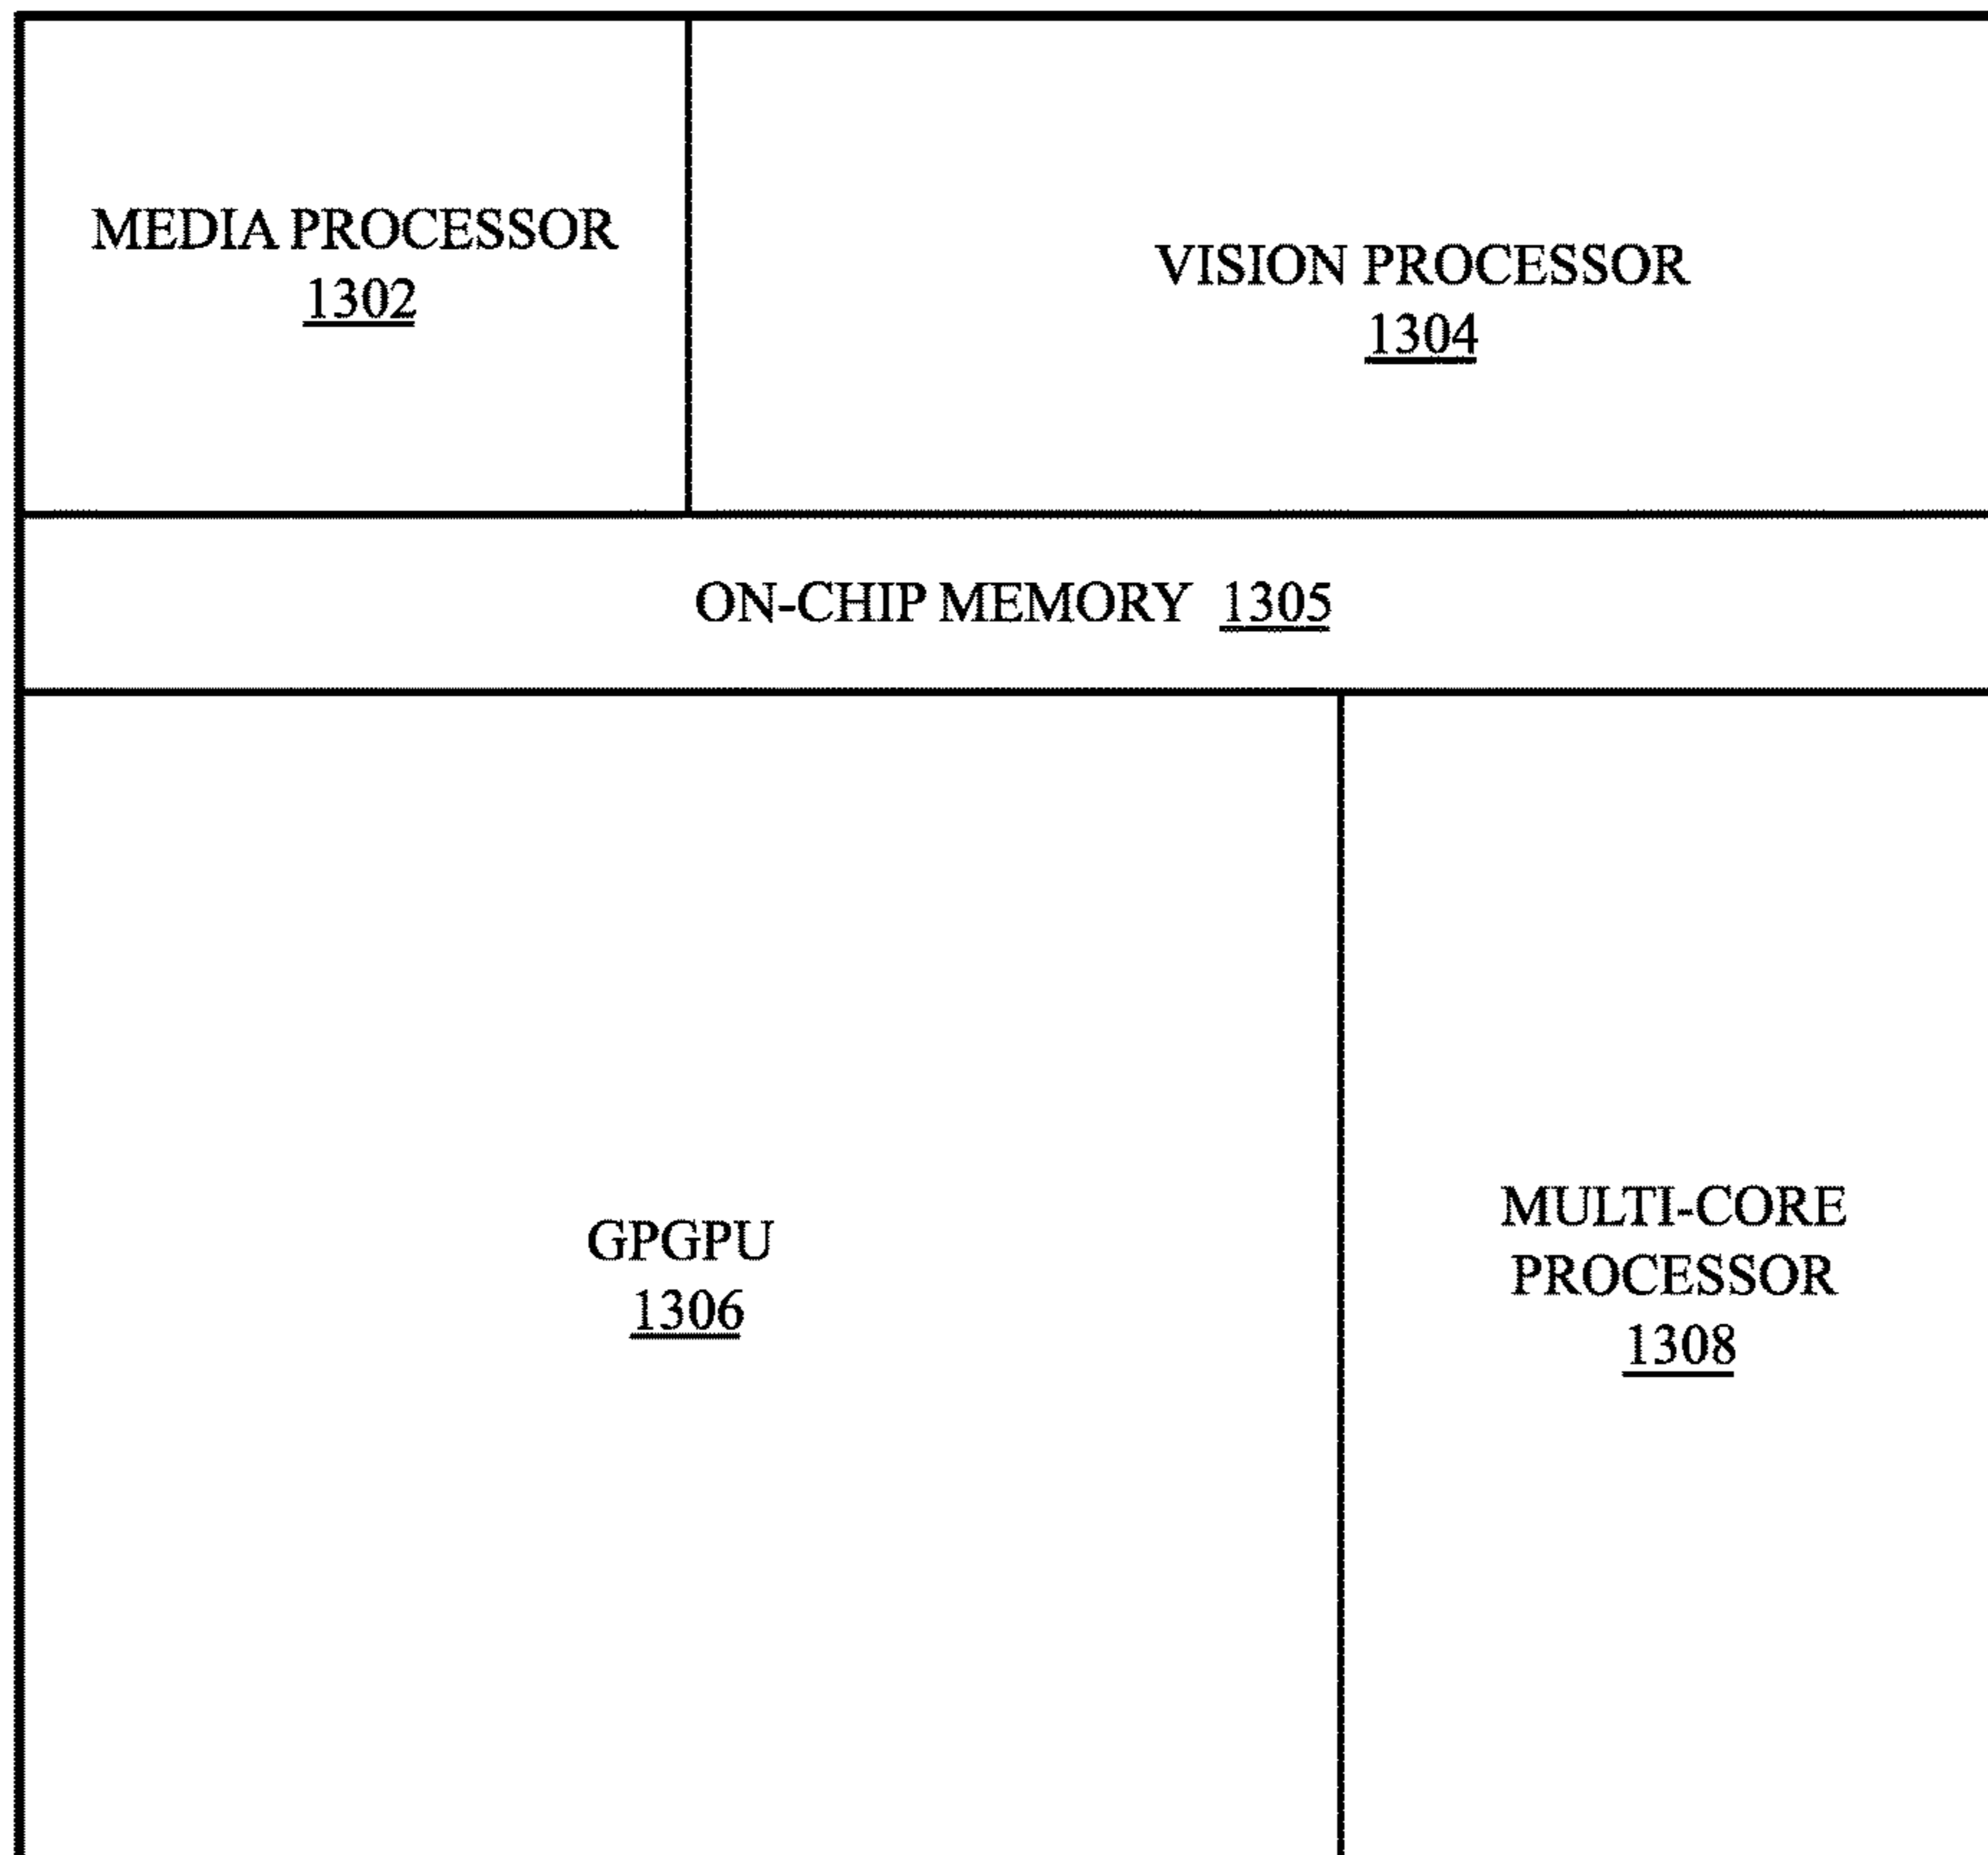 MEDIA PROCESSOR
1302
VISION PROCESSOR
1304
ON-CHIP MEMORY 1305
GPGPU
1306
MULTI-CORE
PROCESSOR
1308